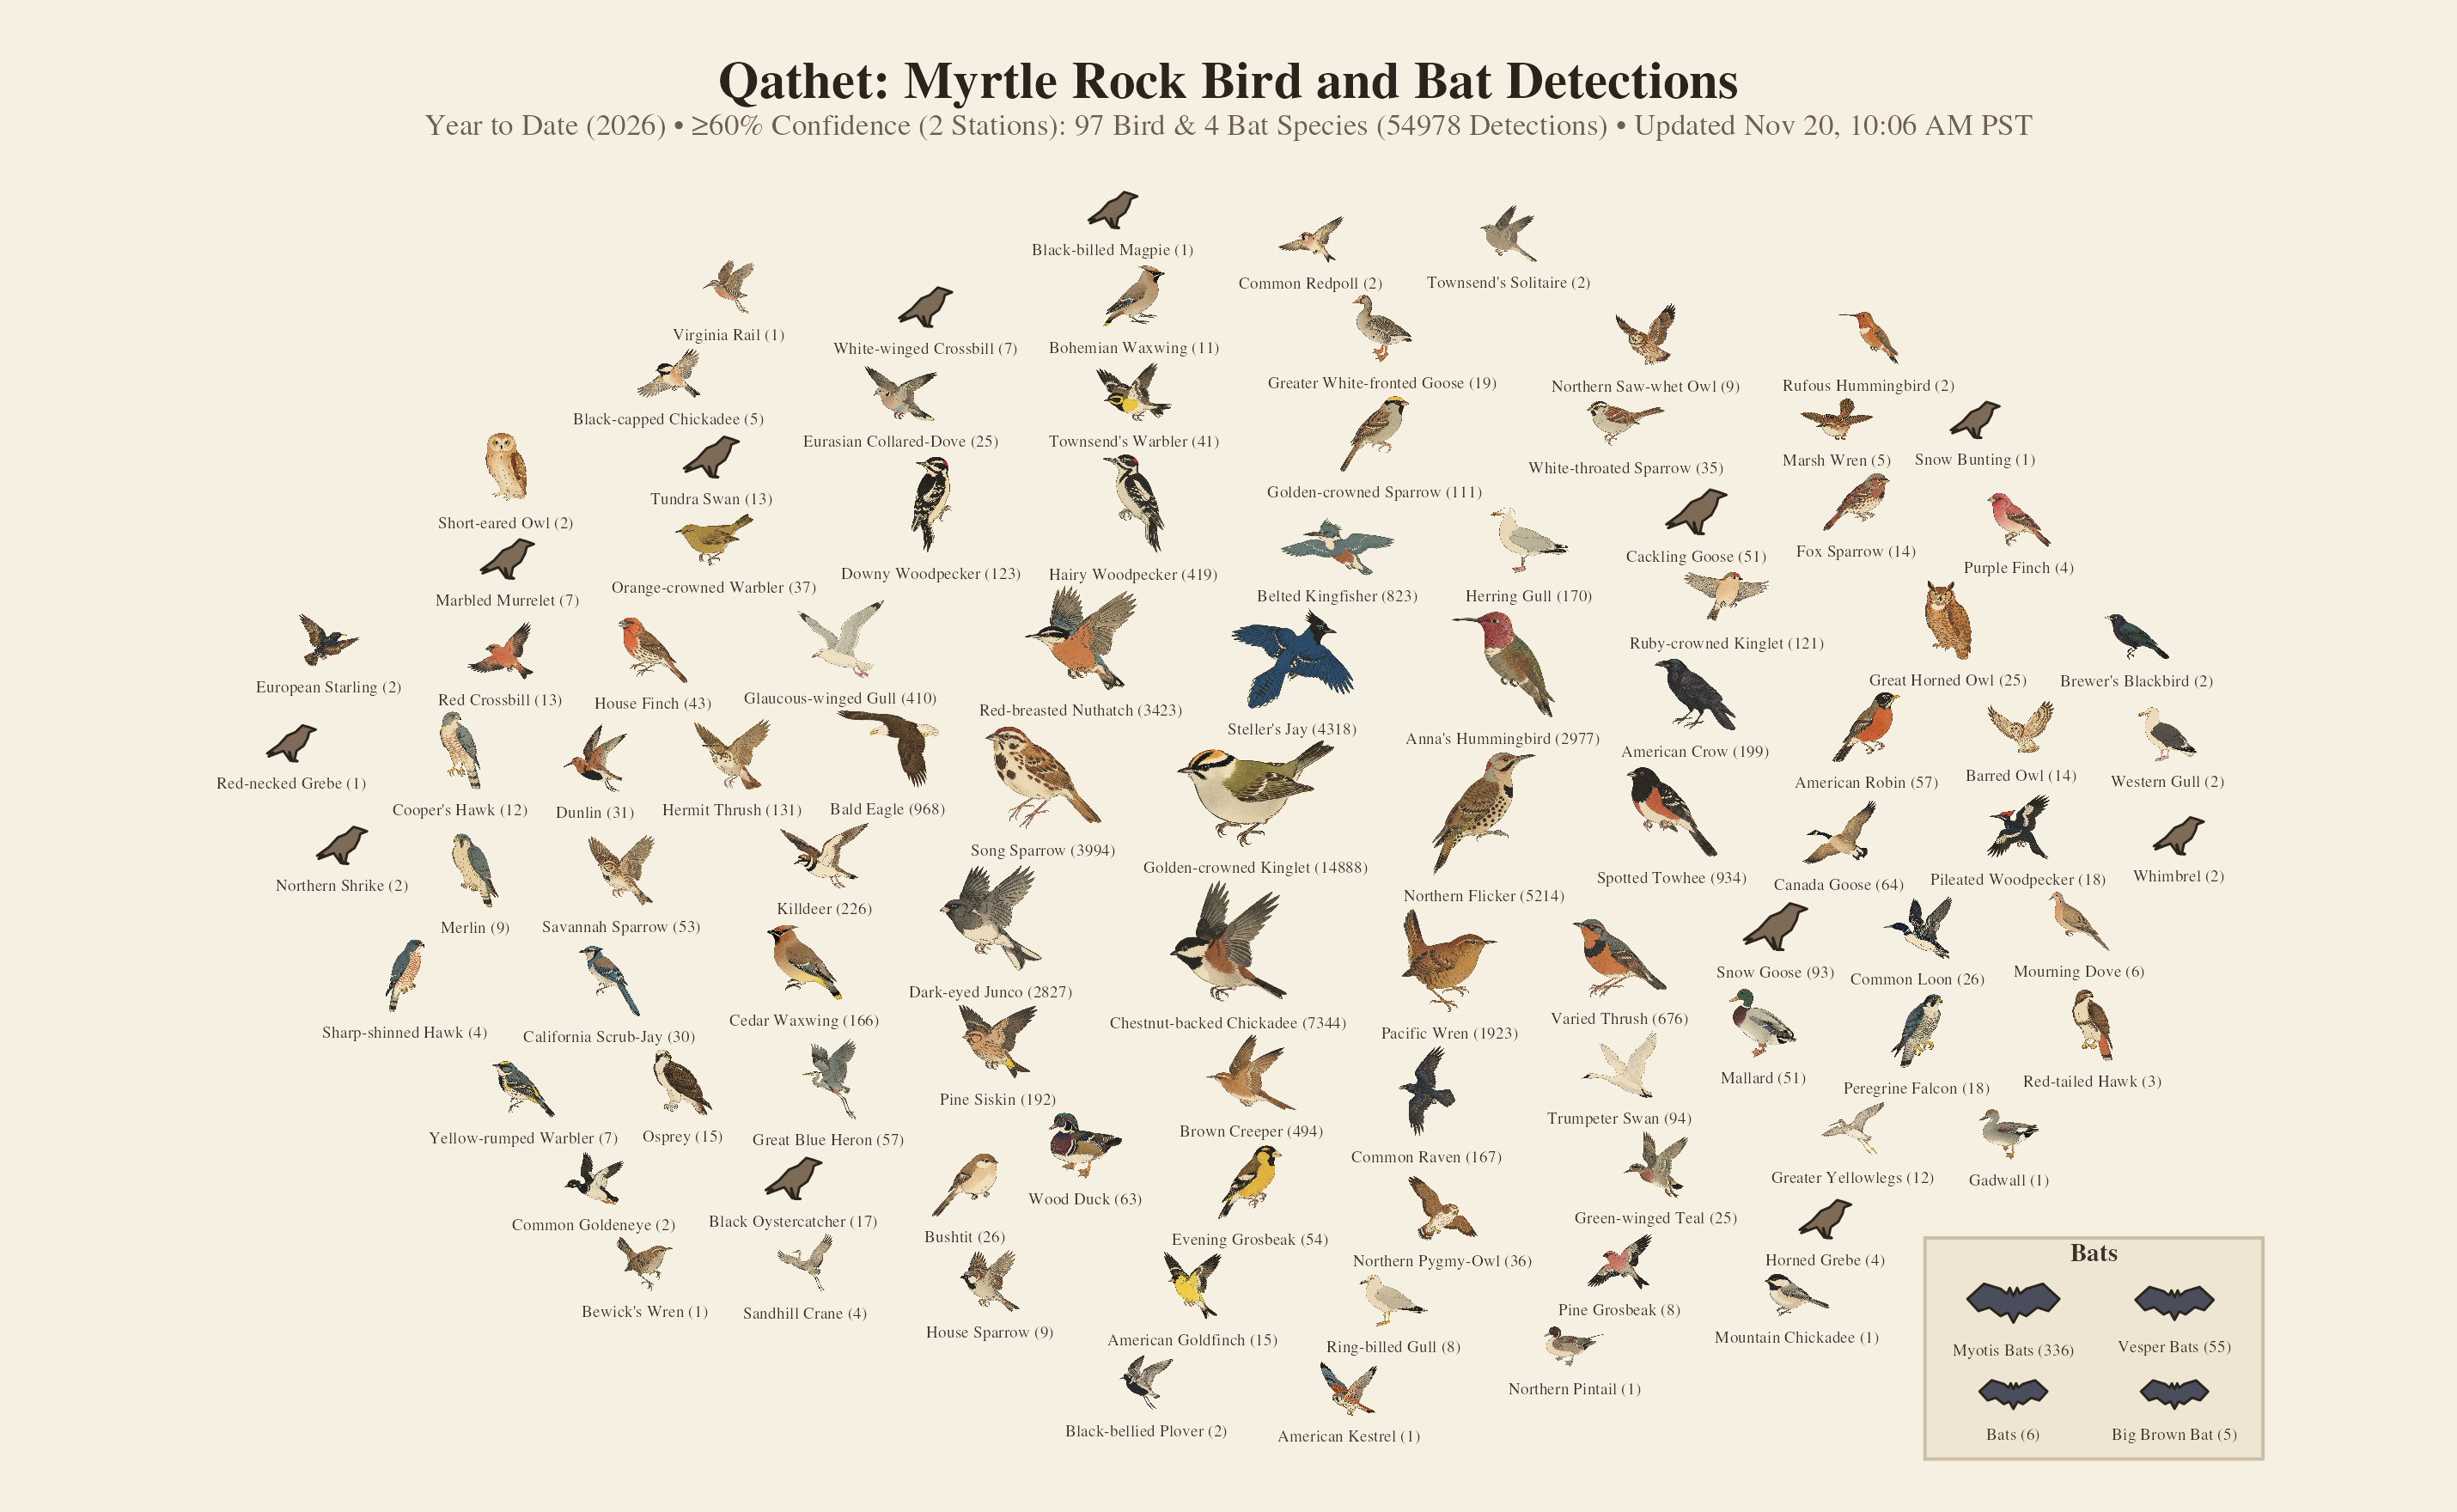 Qathet: Myrtle Rock Bird and Bat Detections
Year to Date (2026) • ≥60% Confidence (2 Stations): 97 Bird & 4 Bat Species (54978 Detections) • Updated Nov 20, 10:06 AM PST
Black-billed Magpie (1)
Common Redpoll (2)
Townsend's Solitaire (2)
Virginia Rail (1)
White-winged Crossbill (7)
Bohemian Waxwing (11)
Greater White-fronted Goose (19)
Northern Saw-whet Owl (9)
Rufous Hummingbird (2)
Black-capped Chickadee (5)
Eurasian Collared-Dove (25)
Townsend's Warbler (41)
White-throated Sparrow (35)
Marsh Wren (5)
Snow Bunting (1)
Short-eared Owl (2)
Tundra Swan (13)
Golden-crowned Sparrow (111)
Cackling Goose (51)
Fox Sparrow (14)
Purple Finch (4)
Marbled Murrelet (7)
Orange-crowned Warbler (37)
Downy Woodpecker (123)
Hairy Woodpecker (419)
Belted Kingfisher (823)
Herring Gull (170)
Ruby-crowned Kinglet (121)
European Starling (2)
Red Crossbill (13)
House Finch (43)
Glaucous-winged Gull (410)
Red-breasted Nuthatch (3423)
Steller's Jay (4318)
Anna's Hummingbird (2977)
American Crow (199)
Great Horned Owl (25)
Brewer's Blackbird (2)
Red-necked Grebe (1)
Cooper's Hawk (12)
Dunlin (31)
Hermit Thrush (131)
Bald Eagle (968)
American Robin (57)
Barred Owl (14)
Western Gull (2)
Song Sparrow (3994)
Golden-crowned Kinglet (14888)
Northern Flicker (5214)
Spotted Towhee (934)
Canada Goose (64)
Pileated Woodpecker (18)
Whimbrel (2)
Northern Shrike (2)
Merlin (9)
Savannah Sparrow (53)
Killdeer (226)
Snow Goose (93)
Common Loon (26)
Mourning Dove (6)
Sharp-shinned Hawk (4)
California Scrub-Jay (30)
Cedar Waxwing (166)
Dark-eyed Junco (2827)
Chestnut-backed Chickadee (7344)
Pacific Wren (1923)
Varied Thrush (676)
Mallard (51)
Peregrine Falcon (18)
Red-tailed Hawk (3)
Yellow-rumped Warbler (7)
Osprey (15)
Great Blue Heron (57)
Pine Siskin (192)
Brown Creeper (494)
Common Raven (167)
Trumpeter Swan (94)
Greater Yellowlegs (12)
Gadwall (1)
Common Goldeneye (2)
Black Oystercatcher (17)
Bushtit (26)
Wood Duck (63)
Evening Grosbeak (54)
Northern Pygmy-Owl (36)
Green-winged Teal (25)
Horned Grebe (4)
Bewick's Wren (1)
Sandhill Crane (4)
House Sparrow (9)
American Goldfinch (15)
Ring-billed Gull (8)
Pine Grosbeak (8)
Mountain Chickadee (1)
Black-bellied Plover (2)
American Kestrel (1)
Northern Pintail (1)
Bats
Myotis Bats (336)
Vesper Bats (55)
Bats (6)
Big Brown Bat (5)